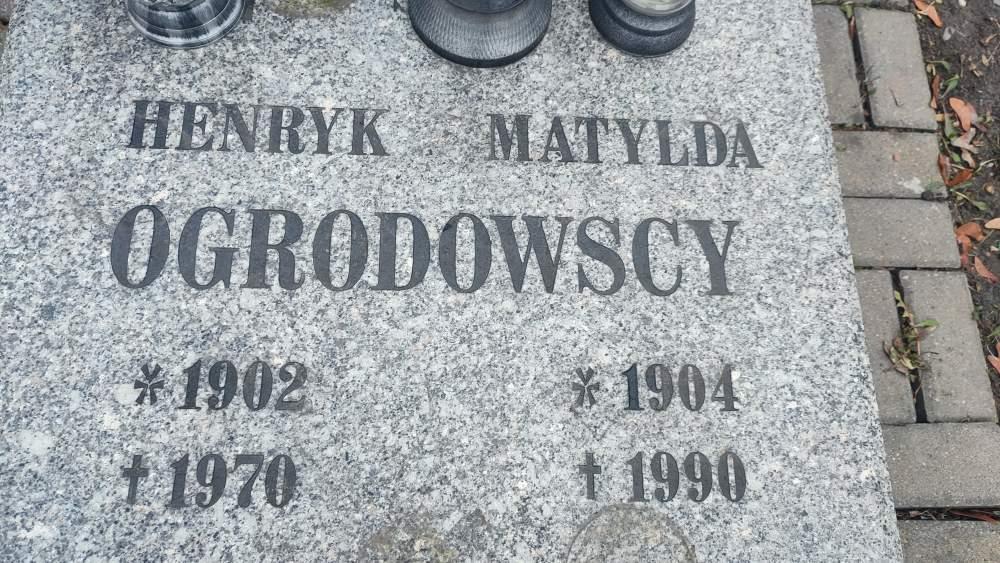 HENRYK MATYLDA
OGRODOWSCY
* 1902 * 1904
† 1970 † 1990